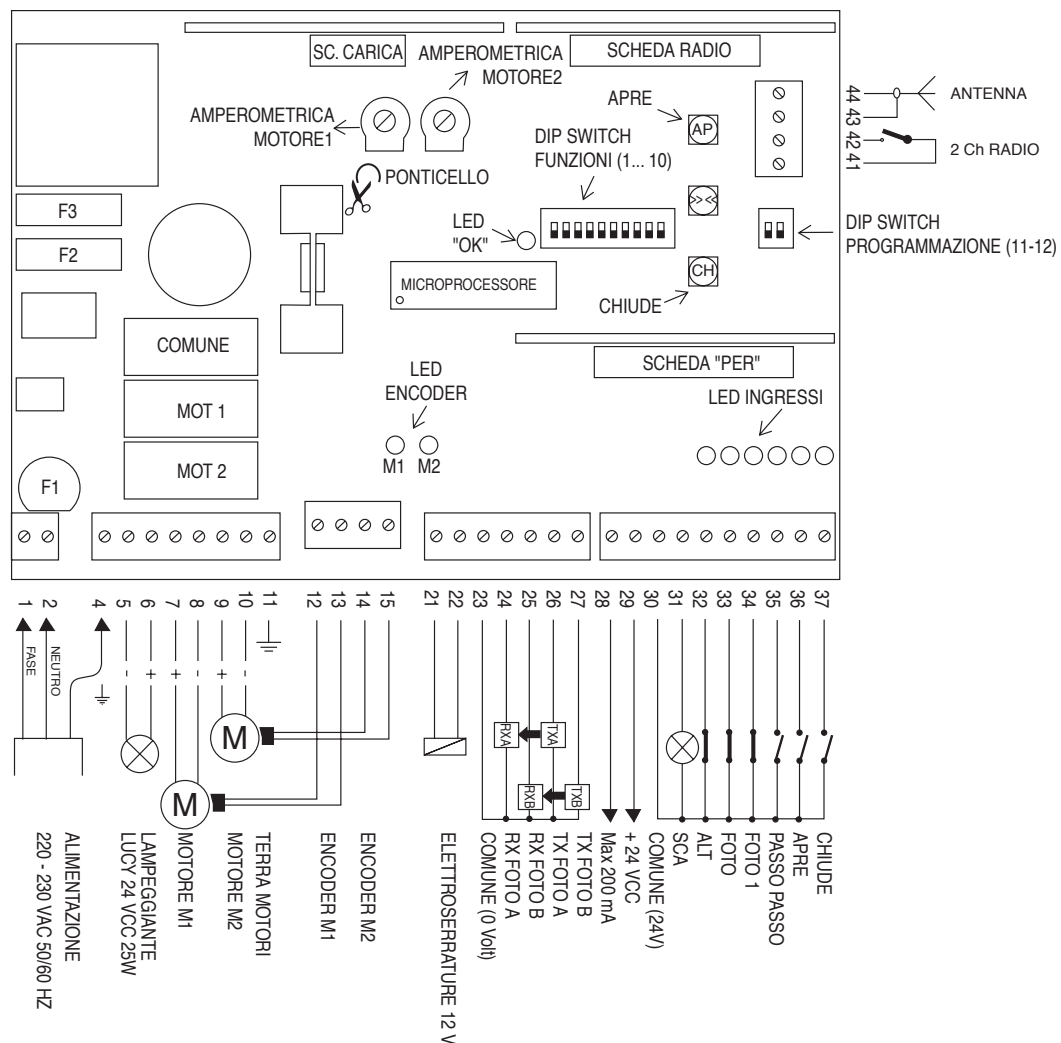 SC. CARICA
AMPEROMETRICA
MOTORE2
SCHEDA RADIO
AMPEROMETRICA
MOTORE1
APRE
AP
44
43
42
41
ANTENNA
2 Ch RADIO
DIP SWITCH
FUNZIONI (1... 10)
PONTICELLO
LED
"OK"
>> <<
DIP SWITCH
PROGRAMMAZIONE (11-12)
F3
F2
MICROPROCESSORE
CH
CHIUDE
COMUNE
SCHEDA "PER"
LED
ENCODER
LED INGRESSI
MOT 1
M1 M2
MOT 2
F1
1 2 4 5 6 7 8 9 10 11 12 13 14 15 21 22 23 24 25 26 27 28 29 30 31 32 33 34 35 36 37
FASE
NEUTRO
- + + - + -
RXA
TXA
RXB
TXB
M
M
ALIMENTAZIONE
220 - 230 VAC 50/60 HZ
LAMPEGGIANTE
LUCY 24 VCC 25W
MOTORE M1
MOTORE M2
TERRA MOTORI
ENCODER M1
ENCODER M2
ELETTROSERRATURE 12 V
COMUNE (0 Volt)
RX FOTO A
RX FOTO B
TX FOTO A
TX FOTO B
Max 200 mA
+ 24 VCC
COMUNE (24V)
SCA
ALT
FOTO
FOTO 1
PASSO PASSO
APRE
CHIUDE